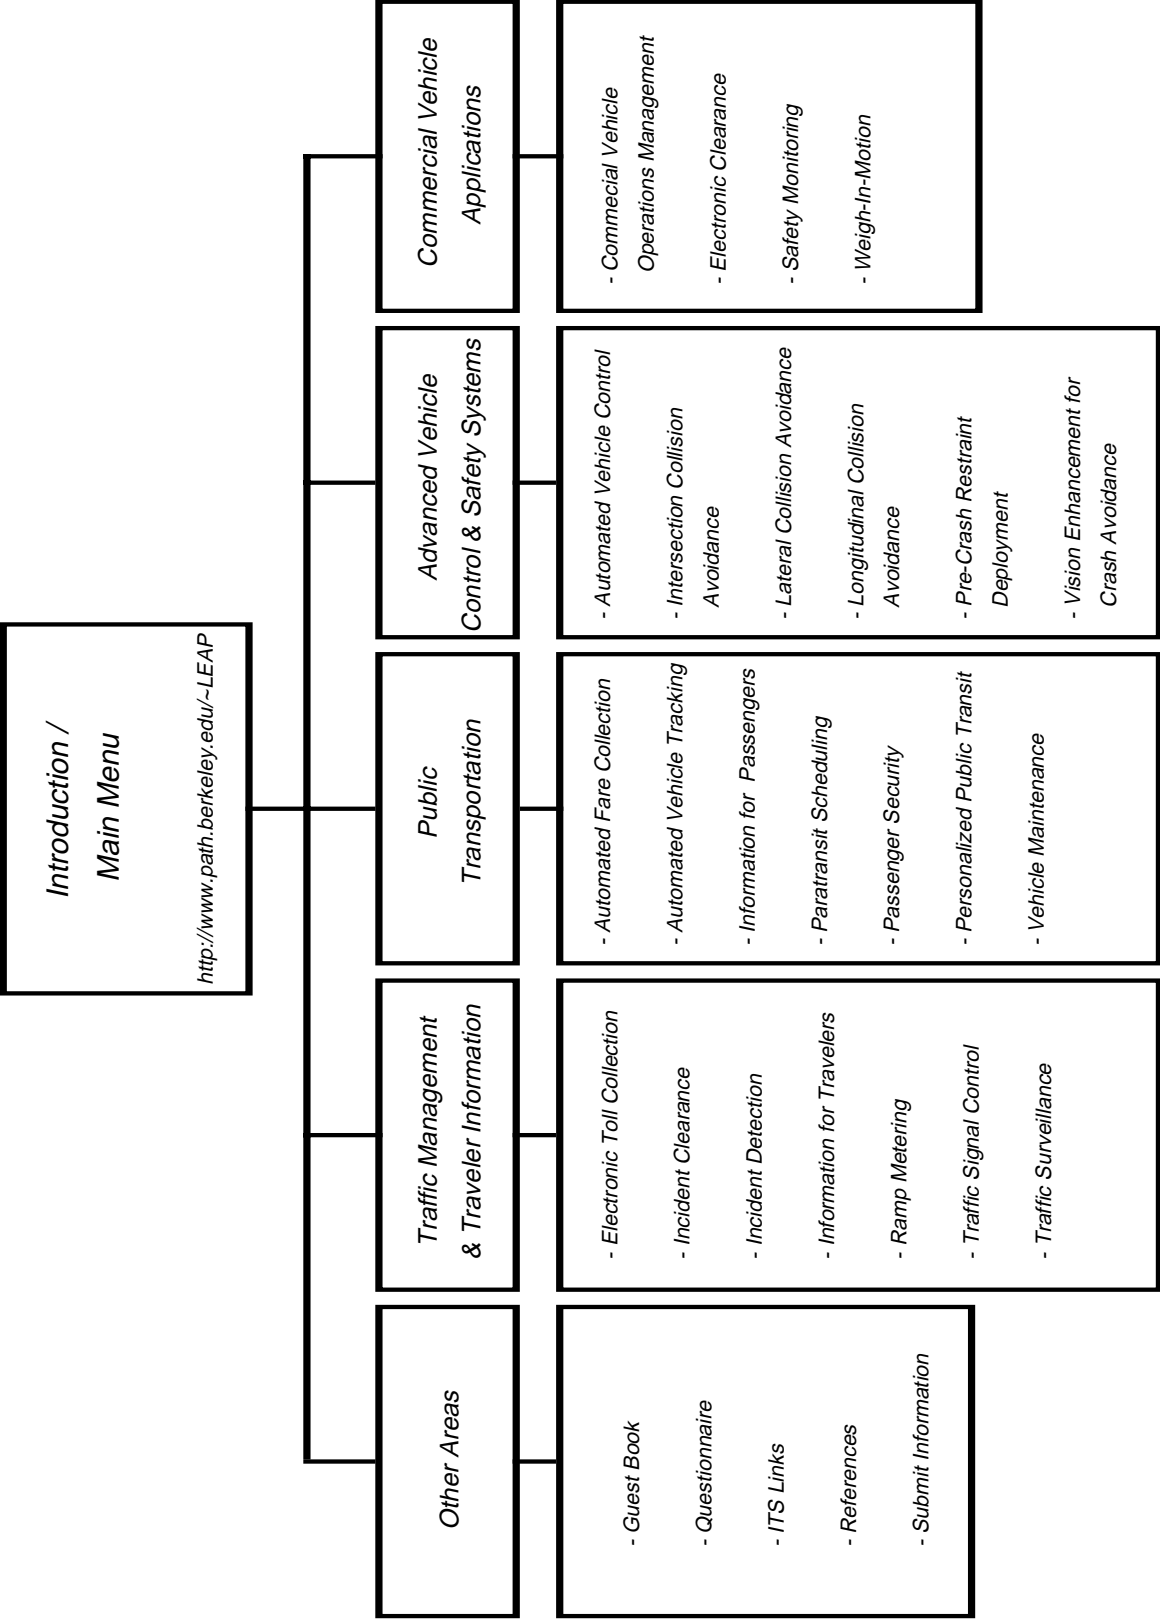 Introduction /
Main Menu
http://www.path.berkeley.edu/~LEAP
Other Areas
- Guest Book
- Questionnaire
- ITS Links
- References
- Submit Information
Traffic Management
& Traveler Information
- Electronic Toll Collection
- Incident Clearance
- Incident Detection
- Information for Travelers
- Ramp Metering
- Traffic Signal Control
- Traffic Surveillance
Public
Transportation
- Automated Fare Collection
- Automated Vehicle Tracking
- Information for Passengers
- Paratransit Scheduling
- Passenger Security
- Personalized Public Transit
- Vehicle Maintenance
Advanced Vehicle
Control & Safety Systems
- Automated Vehicle Control
- Intersection Collision
Avoidance
- Lateral Collision Avoidance
- Longitudinal Collision
Avoidance
- Pre-Crash Restraint
Deployment
- Vision Enhancement for
Crash Avoidance
Commercial Vehicle
Applications
- Commecial Vehicle
Operations Management
- Electronic Clearance
- Safety Monitoring
- Weigh-In-Motion